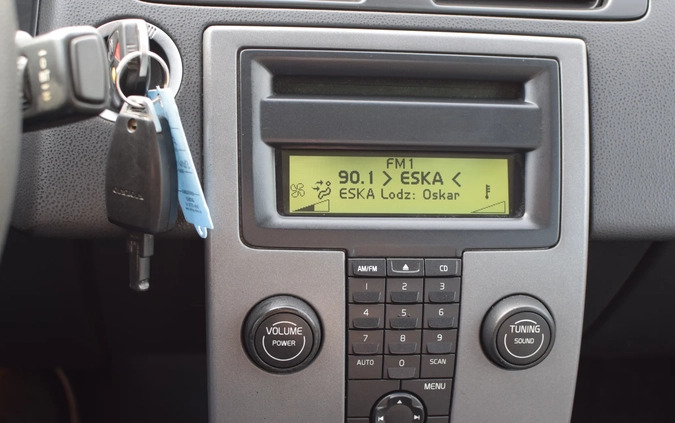 FM1
90.1 > ESKA <
ESKA Lodz: Oskar
AM/FM
CD
1 2 3
4 5 6
7 8 9
AUTO 0 SCAN
MENU
VOLUME
POWER
TUNING
SOUND